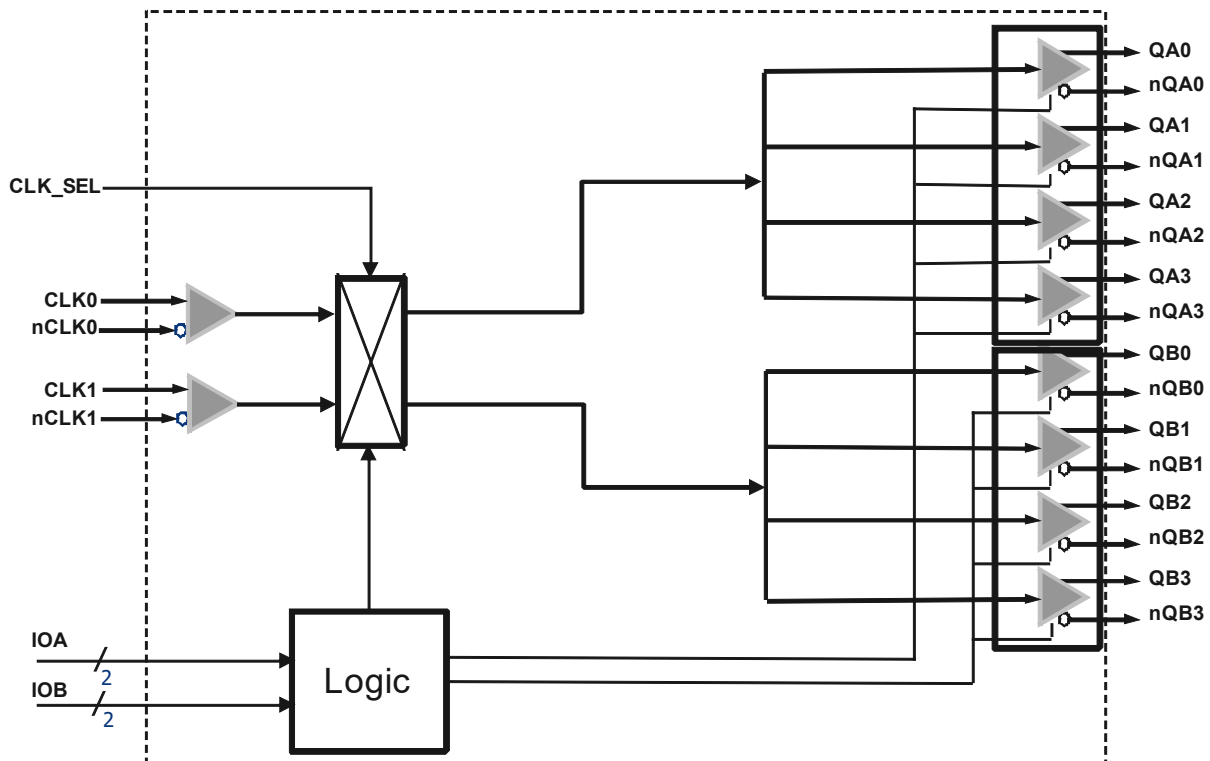 QA0
nQA0
QA1
nQA1
CLK_SEL
QA2
nQA2
QA3
CLK0
nQA3
nCLK0
QB0
CLK1
nQB0
nCLK1
QB1
nQB1
QB2
nQB2
QB3
nQB3
IOA
2
Logic
IOB
2